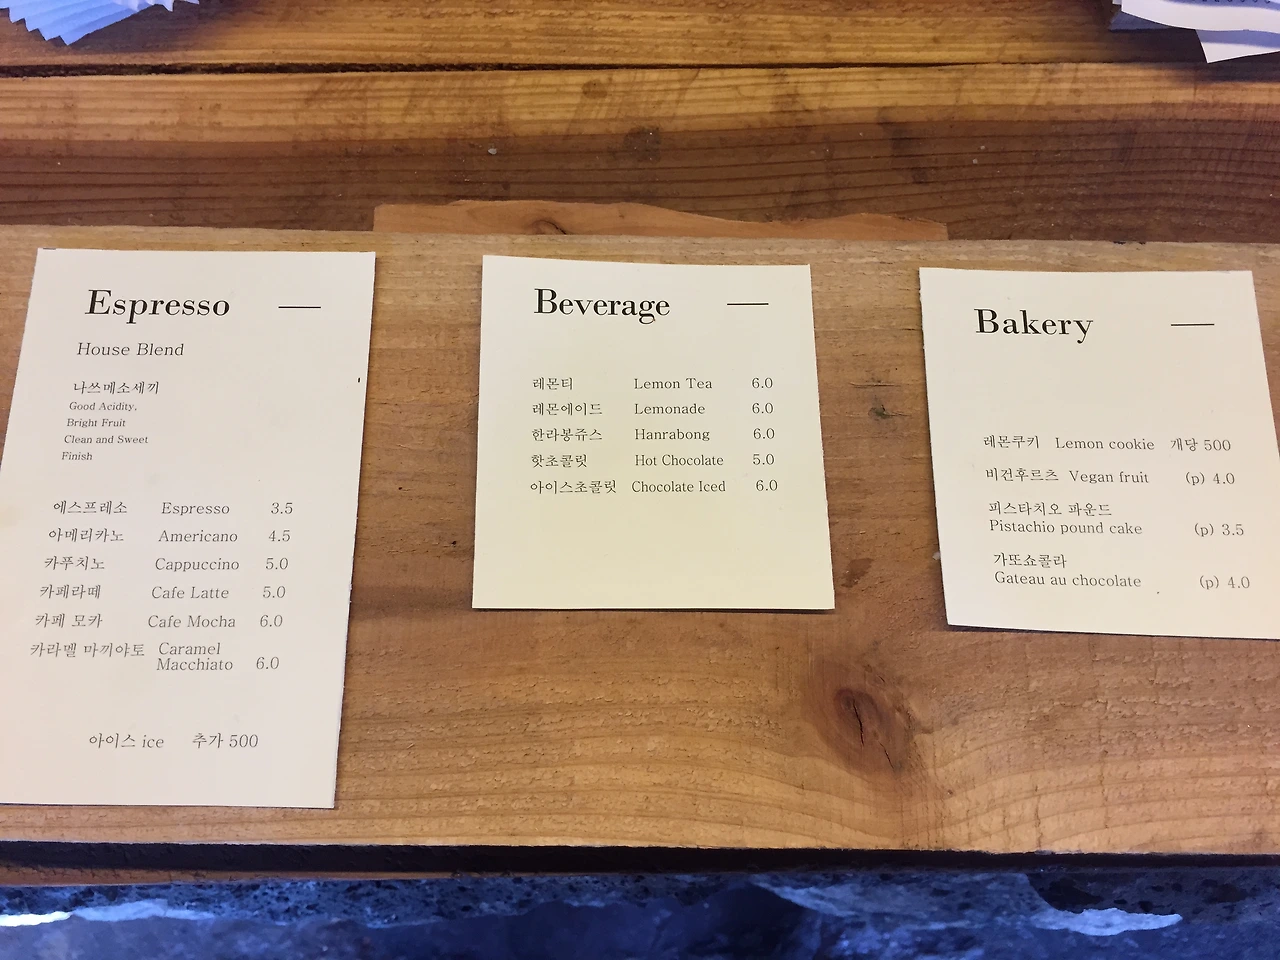 Espresso —
House Blend
나쓰메소세끼
Good Acidity,
Bright Fruit
Clean and Sweet
Finish
에스프레소 Espresso 3.5
아메리카노 Americano 4.5
카푸치노 Cappuccino 5.0
카페라떼 Cafe Latte 5.0
카페 모카 Cafe Mocha 6.0
카라멜 마끼야토 Caramel
Macchiato 6.0
아이스 ice 추가 500
Beverage —
레몬티 Lemon Tea 6.0
레몬에이드 Lemonade 6.0
한라봉쥬스 Hanrabong 6.0
핫초콜릿 Hot Chocolate 5.0
아이스초콜릿 Chocolate Iced 6.0
Bakery —
레몬쿠키 Lemon cookie 개당 500
비건후르츠 Vegan fruit (p) 4.0
피스타치오 파운드
Pistachio pound cake (p) 3.5
가또쇼콜라
Gateau au chocolate (p) 4.0